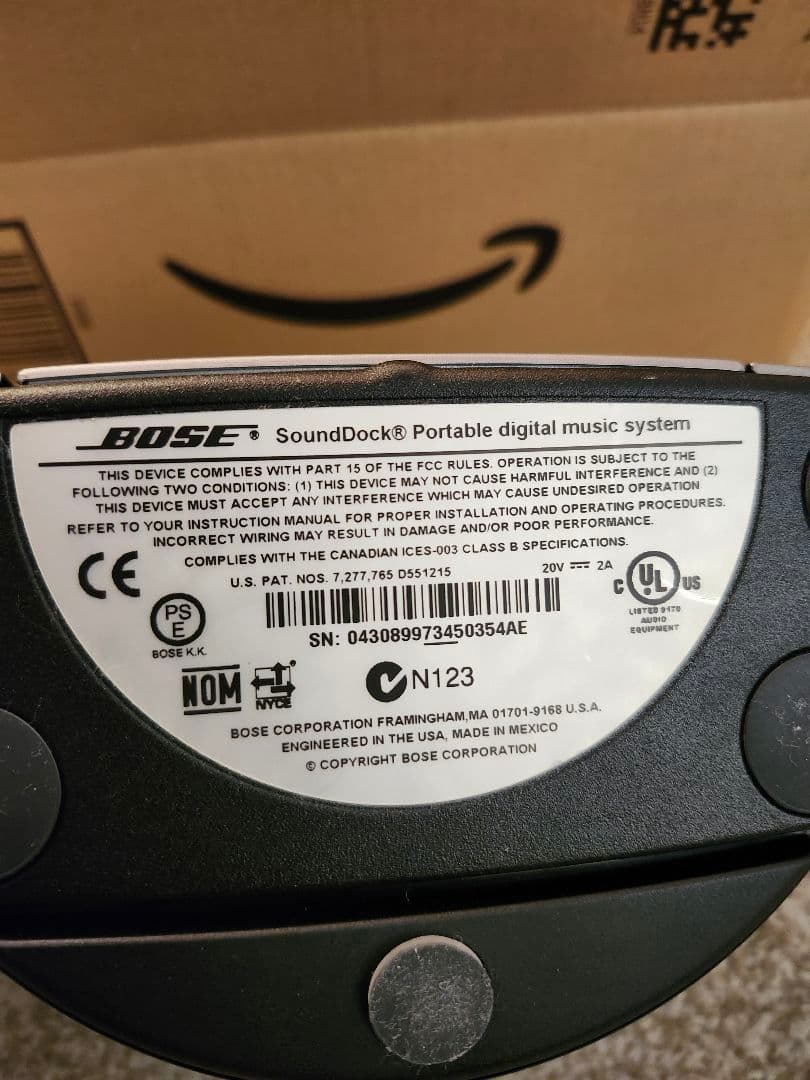 BOSE® SoundDock® Portable digital music system
THIS DEVICE COMPLIES WITH PART 15 OF THE FCC RULES. OPERATION IS SUBJECT TO THE
FOLLOWING TWO CONDITIONS: (1) THIS DEVICE MAY NOT CAUSE HARMFUL INTERFERENCE AND (2)
THIS DEVICE MUST ACCEPT ANY INTERFERENCE WHICH MAY CAUSE UNDESIRED OPERATION
REFER TO YOUR INSTRUCTION MANUAL FOR PROPER INSTALLATION AND OPERATING PROCEDURES.
INCORRECT WIRING MAY RESULT IN DAMAGE AND/OR POOR PERFORMANCE.
COMPLIES WITH THE CANADIAN ICES-003 CLASS B SPECIFICATIONS.
CE
U.S. PAT. NOS. 7,277,765 D551215
20V 2A
C UL US
LISTED 9170
AUDIO
EQUIPMENT
PS
E
BOSE K.K.
SN: 043089973450354AE
NOM
NYCE
N123
BOSE CORPORATION FRAMINGHAM,MA 01701-9168 U.S.A.
ENGINEERED IN THE USA, MADE IN MEXICO
© COPYRIGHT BOSE CORPORATION